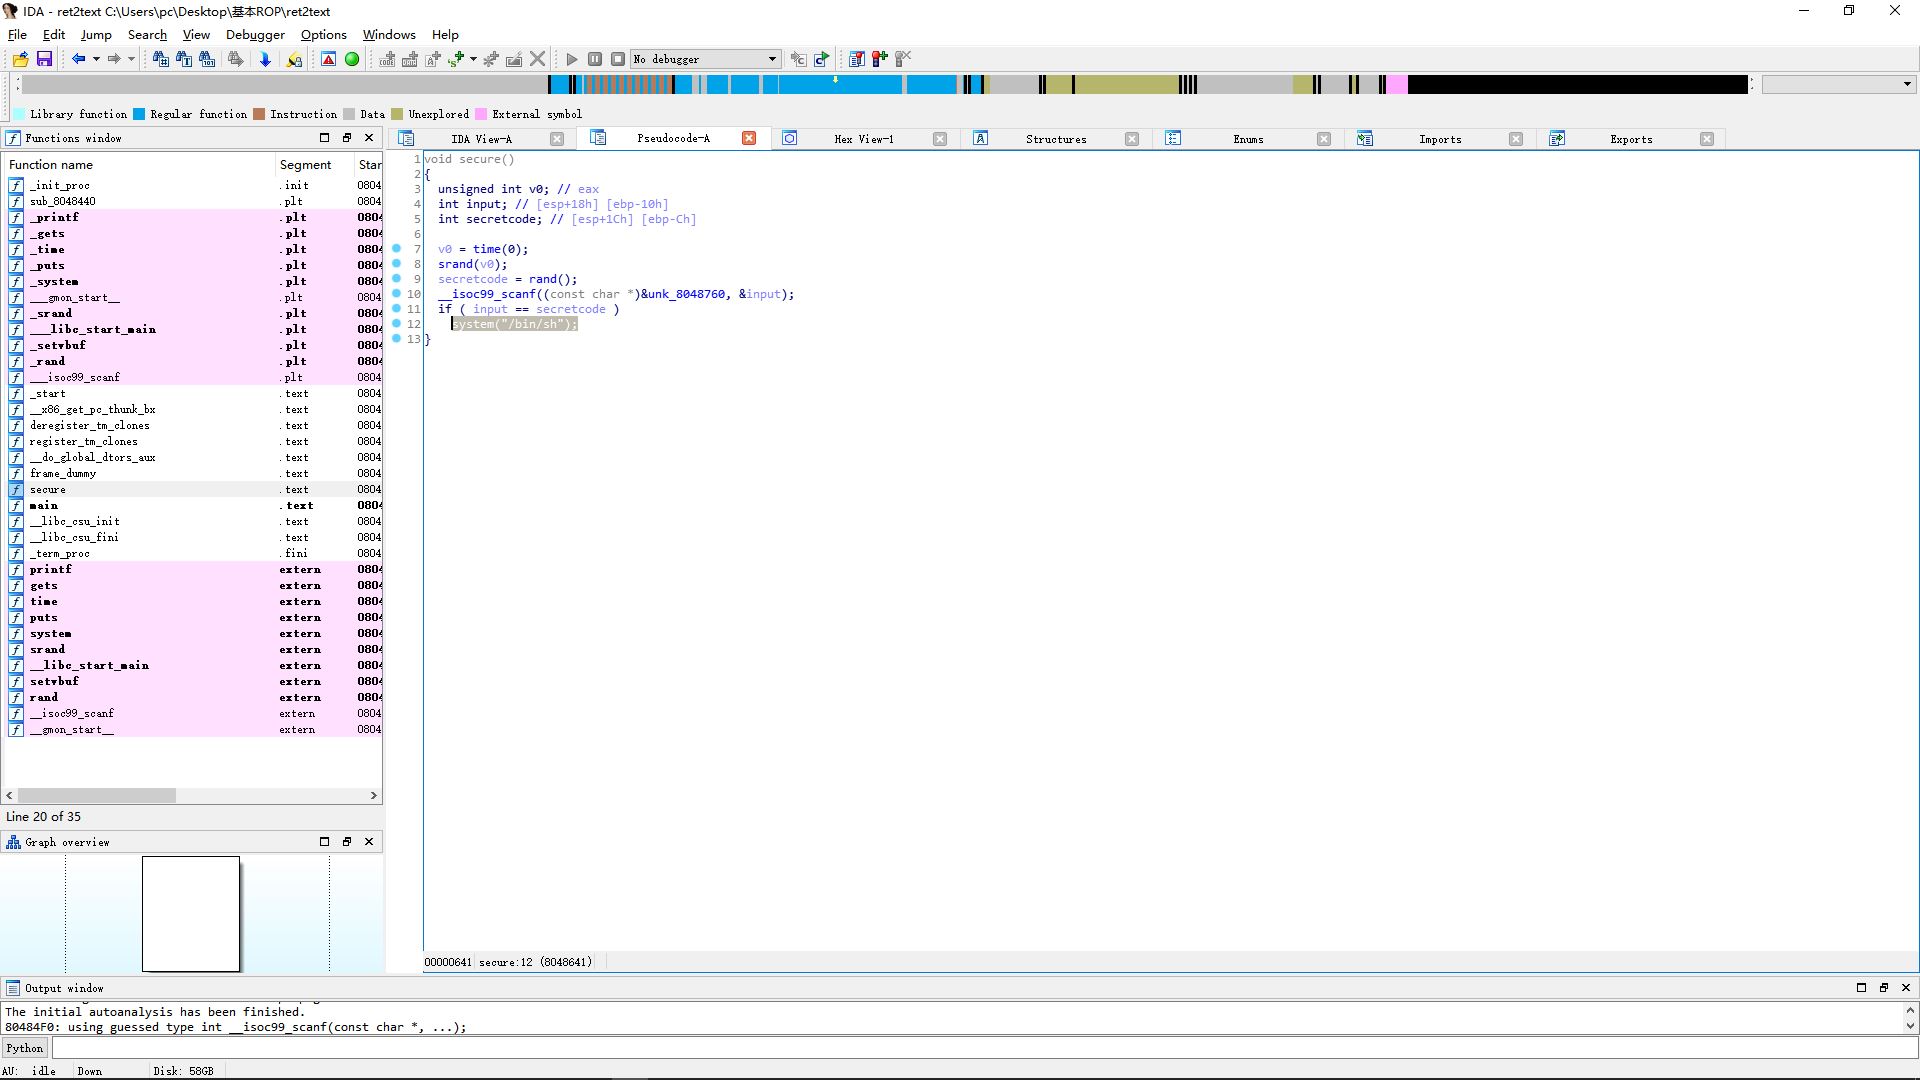 IDA - ret2text C:\Users\pc\Desktop\基本ROP\ret2text
File Edit Jump Search View Debugger Options Windows Help
No debugger
Library function Regular function Instruction Data Unexplored External symbol
Functions window
IDA View-A Pseudocode-A Hex View-1 Structures Enums Imports Exports
Function name Segment Star
_init_proc .init 0804
sub_8048440 .plt 0804
_printf .plt 0804
_gets .plt 0804
_time .plt 0804
_puts .plt 0804
_system .plt 0804
___gmon_start__ .plt 0804
_srand .plt 0804
___libc_start_main .plt 0804
_setvbuf .plt 0804
_rand .plt 0804
___isoc99_scanf .plt 0804
_start .text 0804
__x86_get_pc_thunk_bx .text 0804
deregister_tm_clones .text 0804
register_tm_clones .text 0804
__do_global_dtors_aux .text 0804
frame_dummy .text 0804
secure .text 0804
main .text 0804
__libc_csu_init .text 0804
__libc_csu_fini .text 0804
_term_proc .fini 0804
printf extern 0804
gets extern 0804
time extern 0804
puts extern 0804
system extern 0804
srand extern 0804
__libc_start_main extern 0804
setvbuf extern 0804
rand extern 0804
__isoc99_scanf extern 0804
__gmon_start__ extern 0804
Line 20 of 35
Graph overview
1 void secure()
2 {
3 unsigned int v0; // eax
4 int input; // [esp+18h] [ebp-10h]
5 int secretcode; // [esp+1Ch] [ebp-Ch]
6
7 v0 = time(0);
8 srand(v0);
9 secretcode = rand();
10 __isoc99_scanf((const char *)&unk_8048760, &input);
11 if ( input == secretcode )
12 system("/bin/sh");
13 }
00000641 secure:12 (8048641)
Output window
The initial autoanalysis has been finished.
80484F0: using guessed type int __isoc99_scanf(const char *, ...);
Python
AU: idle Down Disk: 58GB